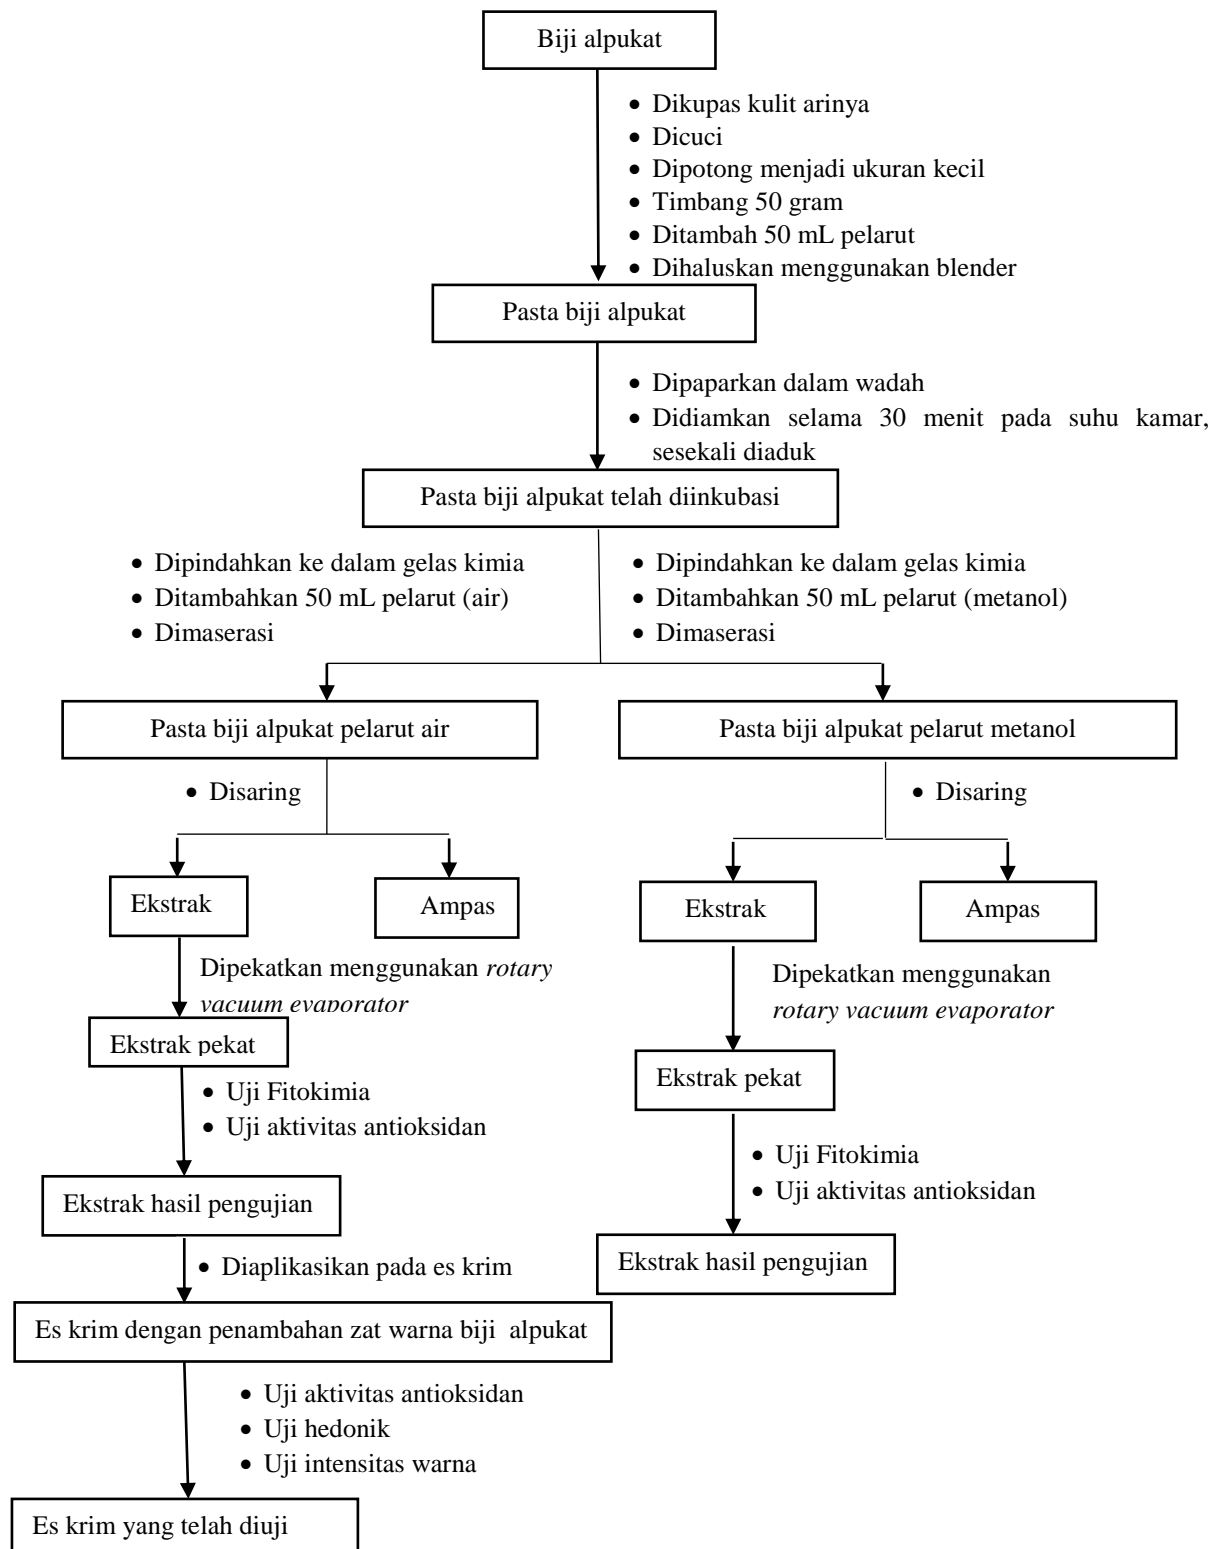 Biji alpukat
• Dikupas kulit arinya
• Dicuci
• Dipotong menjadi ukuran kecil
• Timbang 50 gram
• Ditambah 50 mL pelarut
• Dihaluskan menggunakan blender
Pasta biji alpukat
• Dipaparkan dalam wadah
• Didiamkan selama 30 menit pada suhu kamar,
sesekali diaduk
Pasta biji alpukat telah diinkubasi
• Dipindahkan ke dalam gelas kimia
• Ditambahkan 50 mL pelarut (air)
• Dimaserasi
• Dipindahkan ke dalam gelas kimia
• Ditambahkan 50 mL pelarut (metanol)
• Dimaserasi
Pasta biji alpukat pelarut air
Pasta biji alpukat pelarut metanol
• Disaring
• Disaring
Ekstrak
Ampas
Ekstrak
Ampas
Dipekatkan menggunakan rotary
vacuum evaporator
Dipekatkan menggunakan
rotary vacuum evaporator
Ekstrak pekat
Ekstrak pekat
• Uji Fitokimia
• Uji aktivitas antioksidan
• Uji Fitokimia
• Uji aktivitas antioksidan
Ekstrak hasil pengujian
Ekstrak hasil pengujian
• Diaplikasikan pada es krim
Es krim dengan penambahan zat warna biji alpukat
• Uji aktivitas antioksidan
• Uji hedonik
• Uji intensitas warna
Es krim yang telah diuji